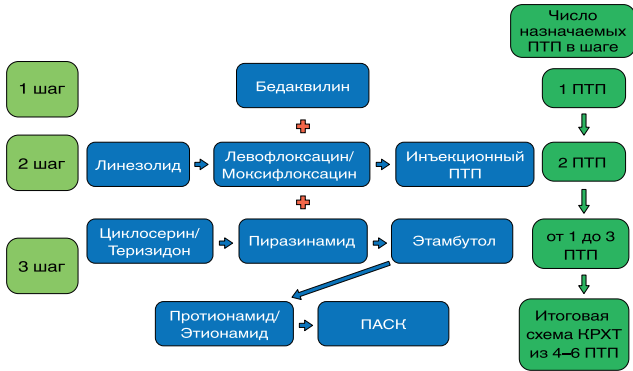 Число
назначаемых
ПТП в шаге
1 шаг
Бедаквилин
1 ПТП
2 шаг
Линезолид
Левофлоксацин/
Моксифлоксацин
Инъекционный
ПТП
2 ПТП
3 шаг
Циклосерин/
Теризидон
Пиразинамид
Этамбутол
от 1 до 3
ПТП
Протионамид/
Этионамид
ПАСК
Итоговая
схема КРХТ
из 4–6 ПТП